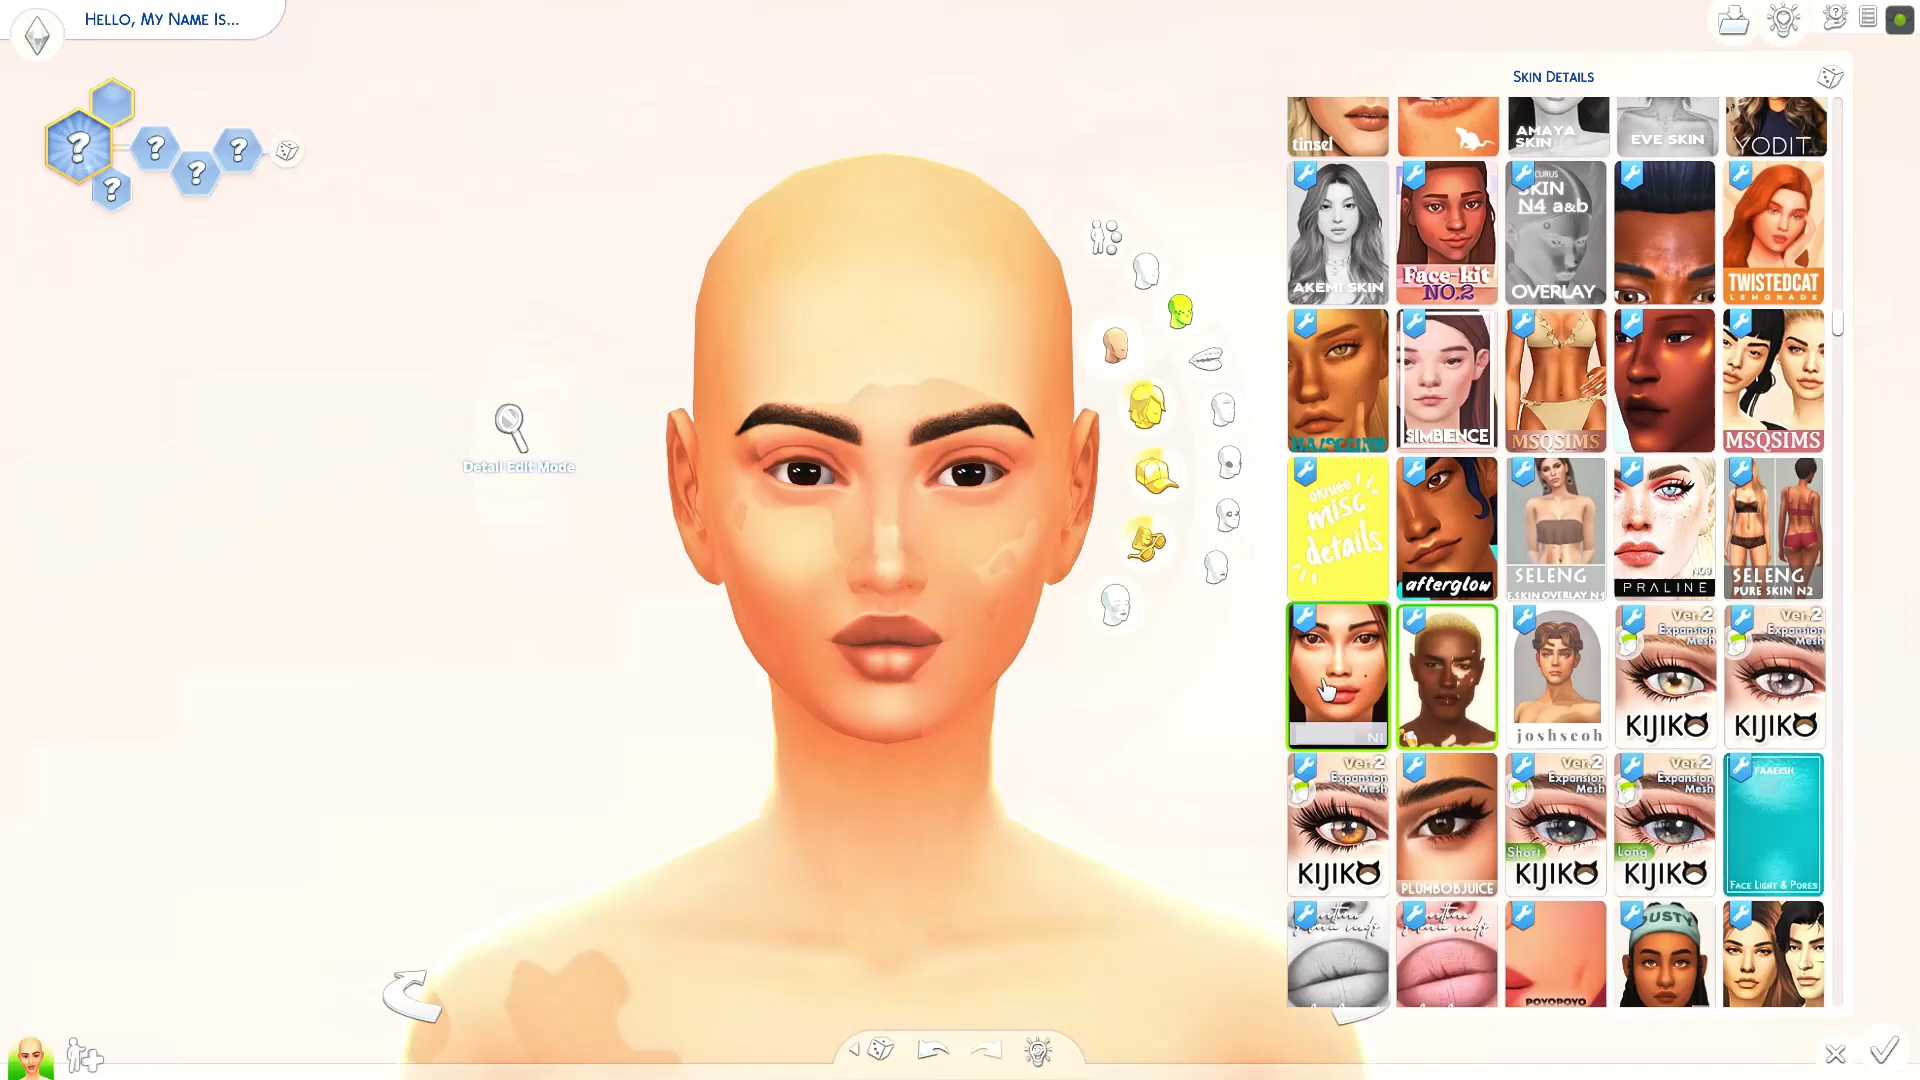 HELLO, MY NAME IS...
SKIN DETAILS
tinsel
AMAYA
SKIN
EVE SKIN
YODIT
AKEMI SKIN
Face-kit
NO.2
SKIN
N4 a&b
OVERLAY
TWISTEDCAT
LEMONADE
SIMBIENCE
MSQSIMS
MSQSIMS
Detail Edit Mode
misc
details
afterglow
SELENG
F.SKIN OVERLAY N1
N09
PRALINE
SELENG
PURE SKIN N2
N1
joshseoh
Ver.2
Expansion
Mesh
KIJIKO
Ver.2
Expansion
Mesh
KIJIKO
Ver.2
Expansion
Mesh
KIJIKO
PLUMBOBJUICE
Ver.2
Expansion
Mesh
Short
KIJIKO
Ver.2
Expansion
Mesh
Long
KIJIKO
FACE LIGHT & PORES
POYOPOYO